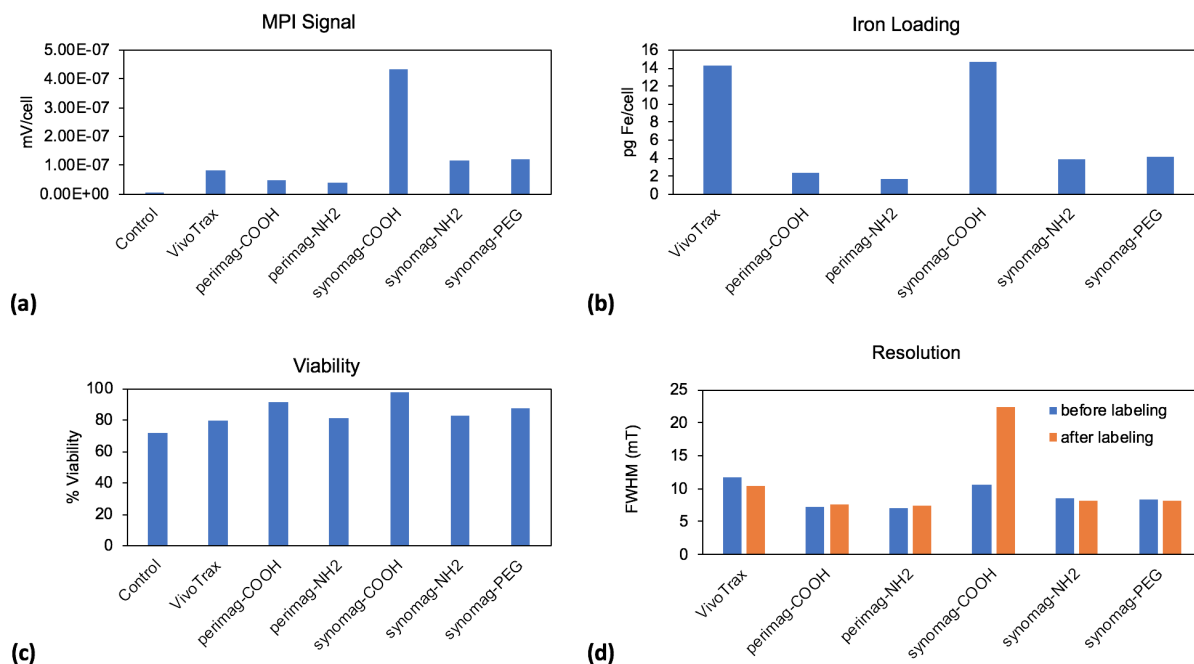 MPI Signal
mV/cell
5.00E-07
4.00E-07
3.00E-07
2.00E-07
1.00E-07
0.00E+00
Control
VivoTrax
perimag-COOH
perimag-NH2
synomag-COOH
synomag-NH2
synomag-PEG
(a)
Iron Loading
pg Fe/cell
16
14
12
10
8
6
4
2
0
VivoTrax
perimag-COOH
perimag-NH2
synomag-COOH
synomag-NH2
synomag-PEG
(b)
Viability
% Viability
100
80
60
40
20
0
Control
VivoTrax
perimag-COOH
perimag-NH2
synomag-COOH
synomag-NH2
synomag-PEG
(c)
Resolution
FWHM (mT)
25
20
15
10
5
0
before labeling
after labeling
VivoTrax
perimag-COOH
perimag-NH2
synomag-COOH
synomag-NH2
synomag-PEG
(d)